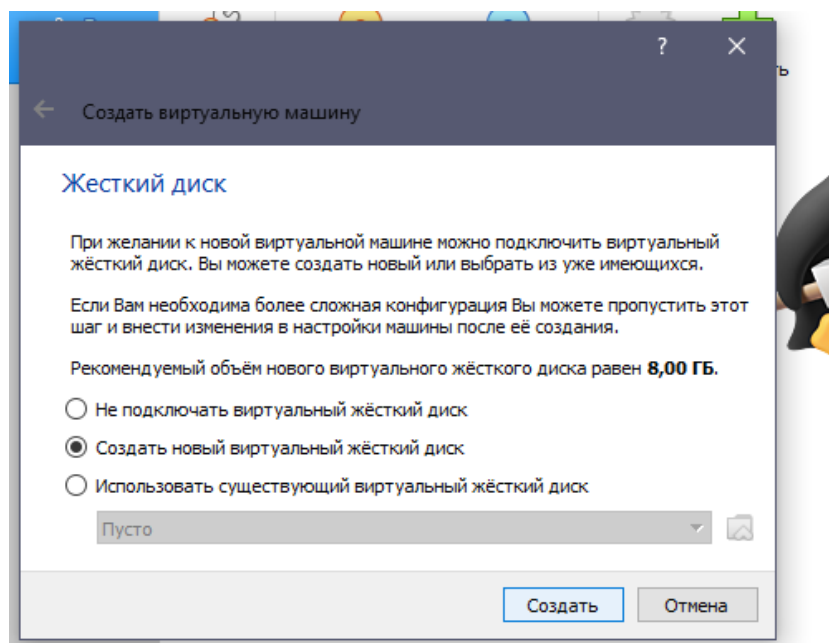 ?
Создать виртуальную машину
Жесткий диск
При желании к новой виртуальной машине можно подключить виртуальный
жёсткий диск. Вы можете создать новый или выбрать из уже имеющихся.
Если Вам необходима более сложная конфигурация Вы можете пропустить этот
шаг и внести изменения в настройки машины после её создания.
Рекомендуемый объём нового виртуального жёсткого диска равен 8,00 ГБ.
Не подключать виртуальный жёсткий диск
Создать новый виртуальный жёсткий диск
Использовать существующий виртуальный жёсткий диск
Пусто
Создать Отмена